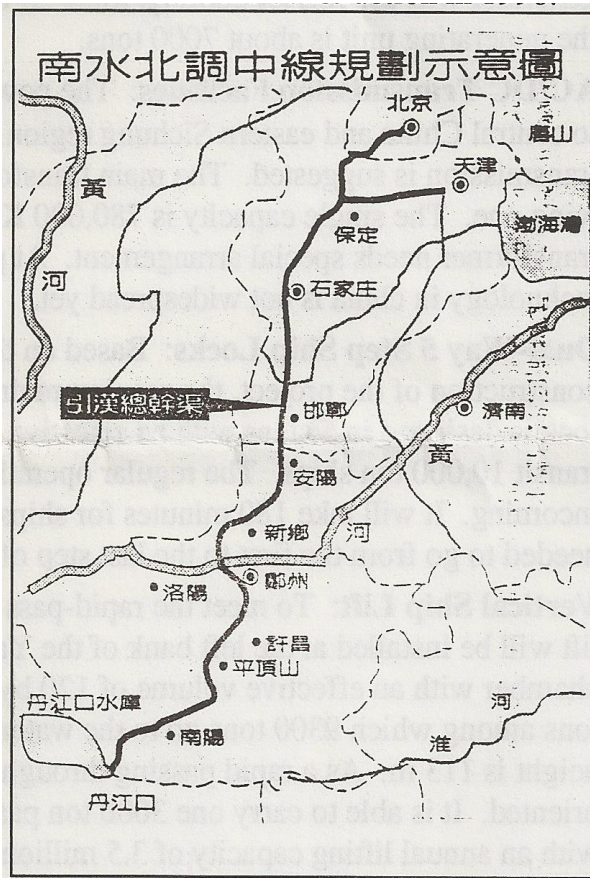 南水北調中線規劃示意圖
北京
唐山
天津
黃
河
保定
渤海灣
石家庄
引漢總幹渠
邯鄲
濟南
黃
河
安陽
新鄉
鄭州
洛陽
許昌
平頂山
丹江口水庫
南陽
河
淮
丹江口